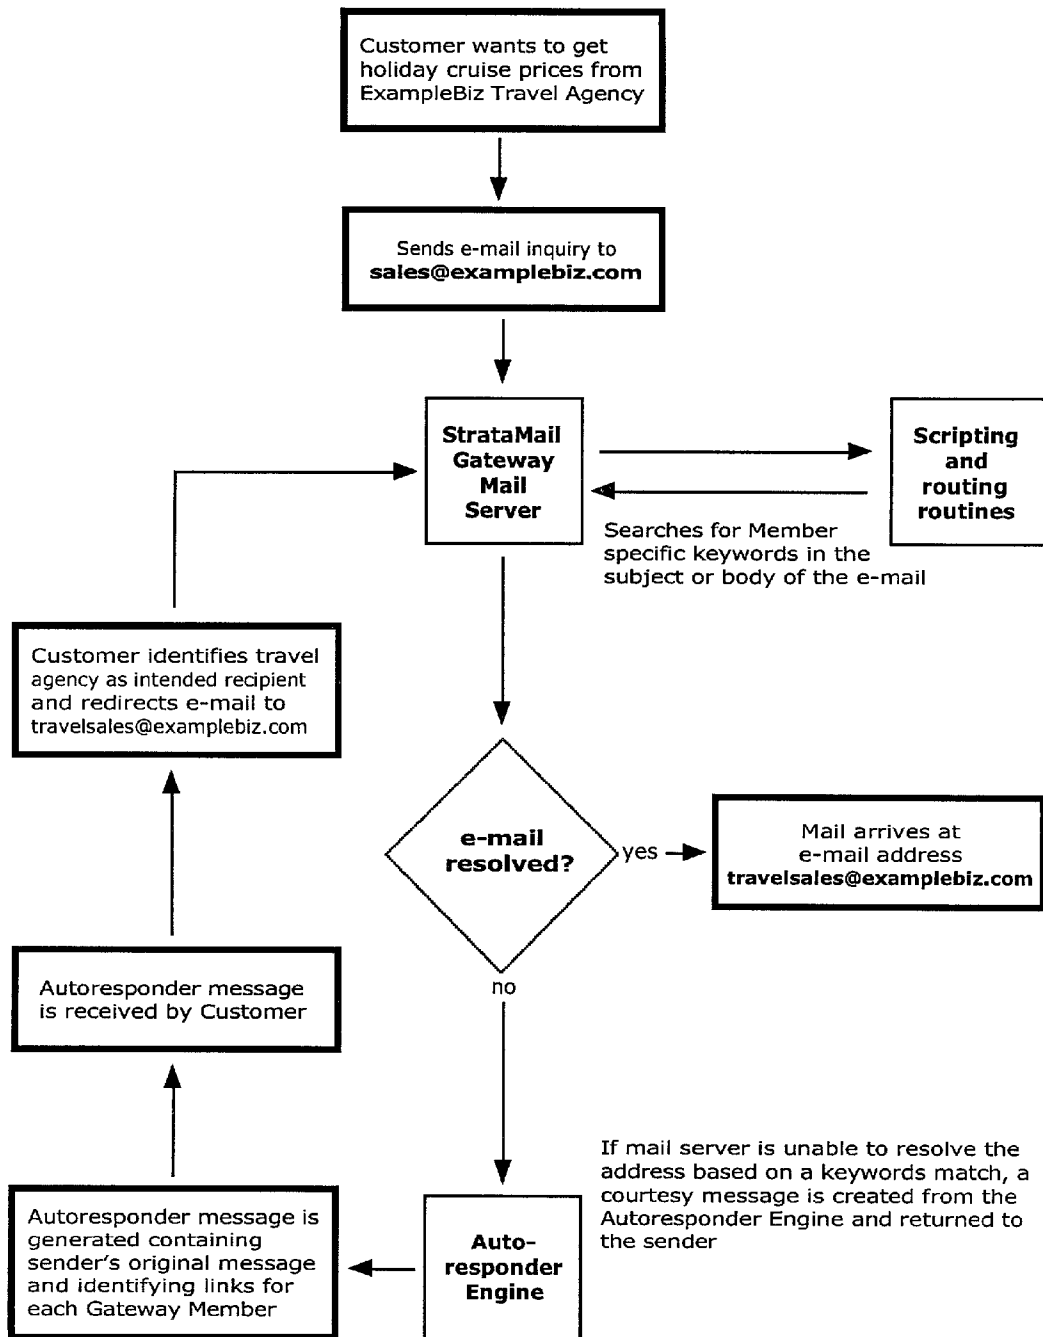 Customer wants to get
holiday cruise prices from
ExampleBiz Travel Agency
Sends e-mail inquiry to
sales@examplebiz.com
StrataMail
Gateway
Mail
Server
Scripting
and
routing
routines
Searches for Member
specific keywords in the
subject or body of the e-mail
Customer identifies travel
agency as intended recipient
and redirects e-mail to
travelsales@examplebiz.com
e-mail
resolved?
yes
Mail arrives at
e-mail address
travelsales@examplebiz.com
no
Autoresponder message
is received by Customer
If mail server is unable to resolve the
address based on a keywords match, a
courtesy message is created from the
Autoresponder Engine and returned to
the sender
Auto-
responder
Engine
Autoresponder message is
generated containing
sender's original message
and identifying links for
each Gateway Member